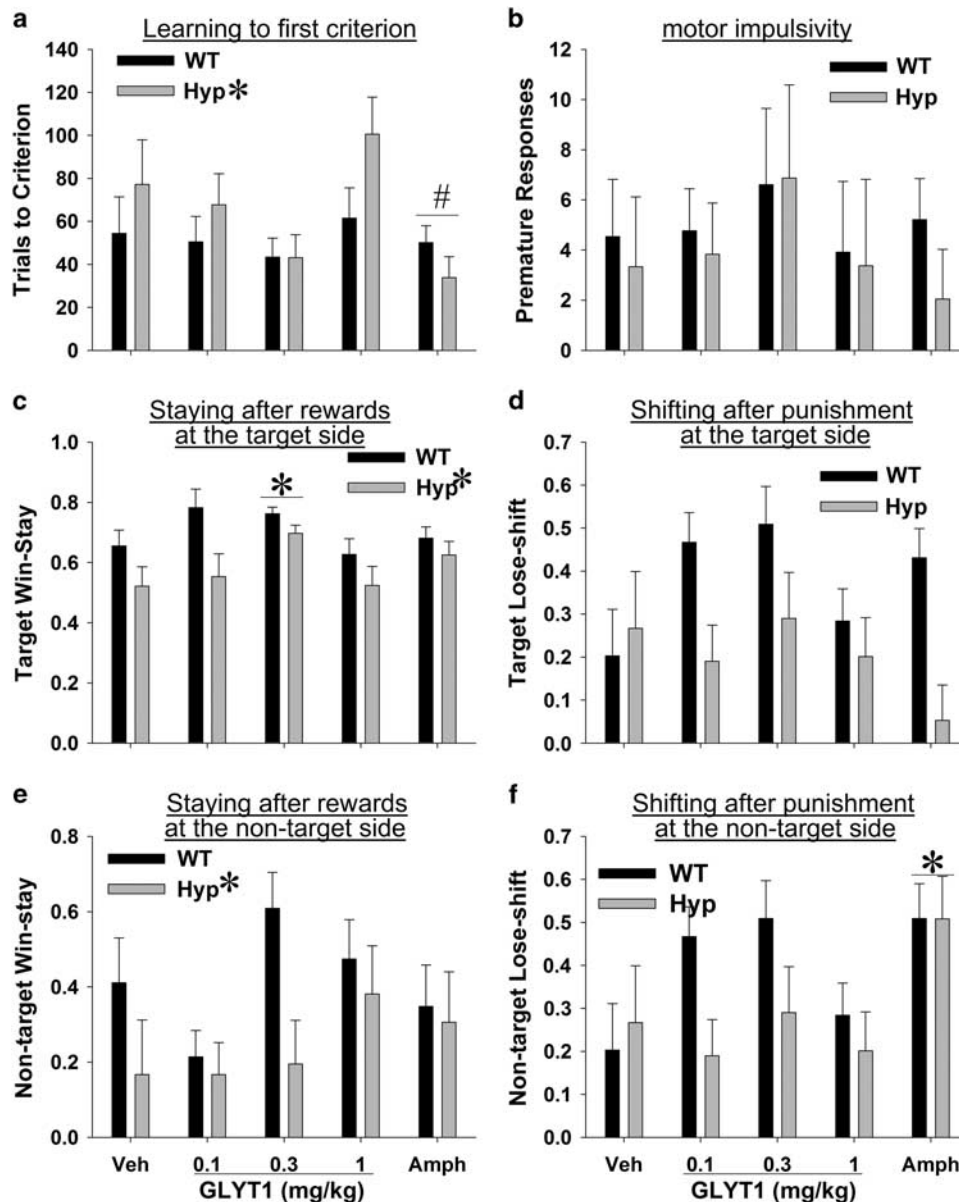 a
Learning to first criterion
140
120
100
80
60
40
20
0
Trials to Criterion
WT
Hyp*
#
b
motor impulsivity
12
10
8
6
4
2
0
Premature Responses
WT
Hyp
c
Staying after rewards
at the target side
1.0
0.8
0.6
0.4
0.2
0.0
Target Win-Stay
WT
Hyp*
*
d
Shifting after punishment
at the target side
0.7
0.6
0.5
0.4
0.3
0.2
0.1
0.0
Target Lose-shift
WT
Hyp
e
Staying after rewards
at the non-target side
0.8
0.6
0.4
0.2
0.0
Non-target Win-stay
WT
Hyp*
Veh 0.1 0.3 1 Amph
GLYT1 (mg/kg)
f
Shifting after punishment
at the non-target side
0.7
0.6
0.5
0.4
0.3
0.2
0.1
0.0
Non-target Lose-shift
WT
Hyp
*
Veh 0.1 0.3 1 Amph
GLYT1 (mg/kg)